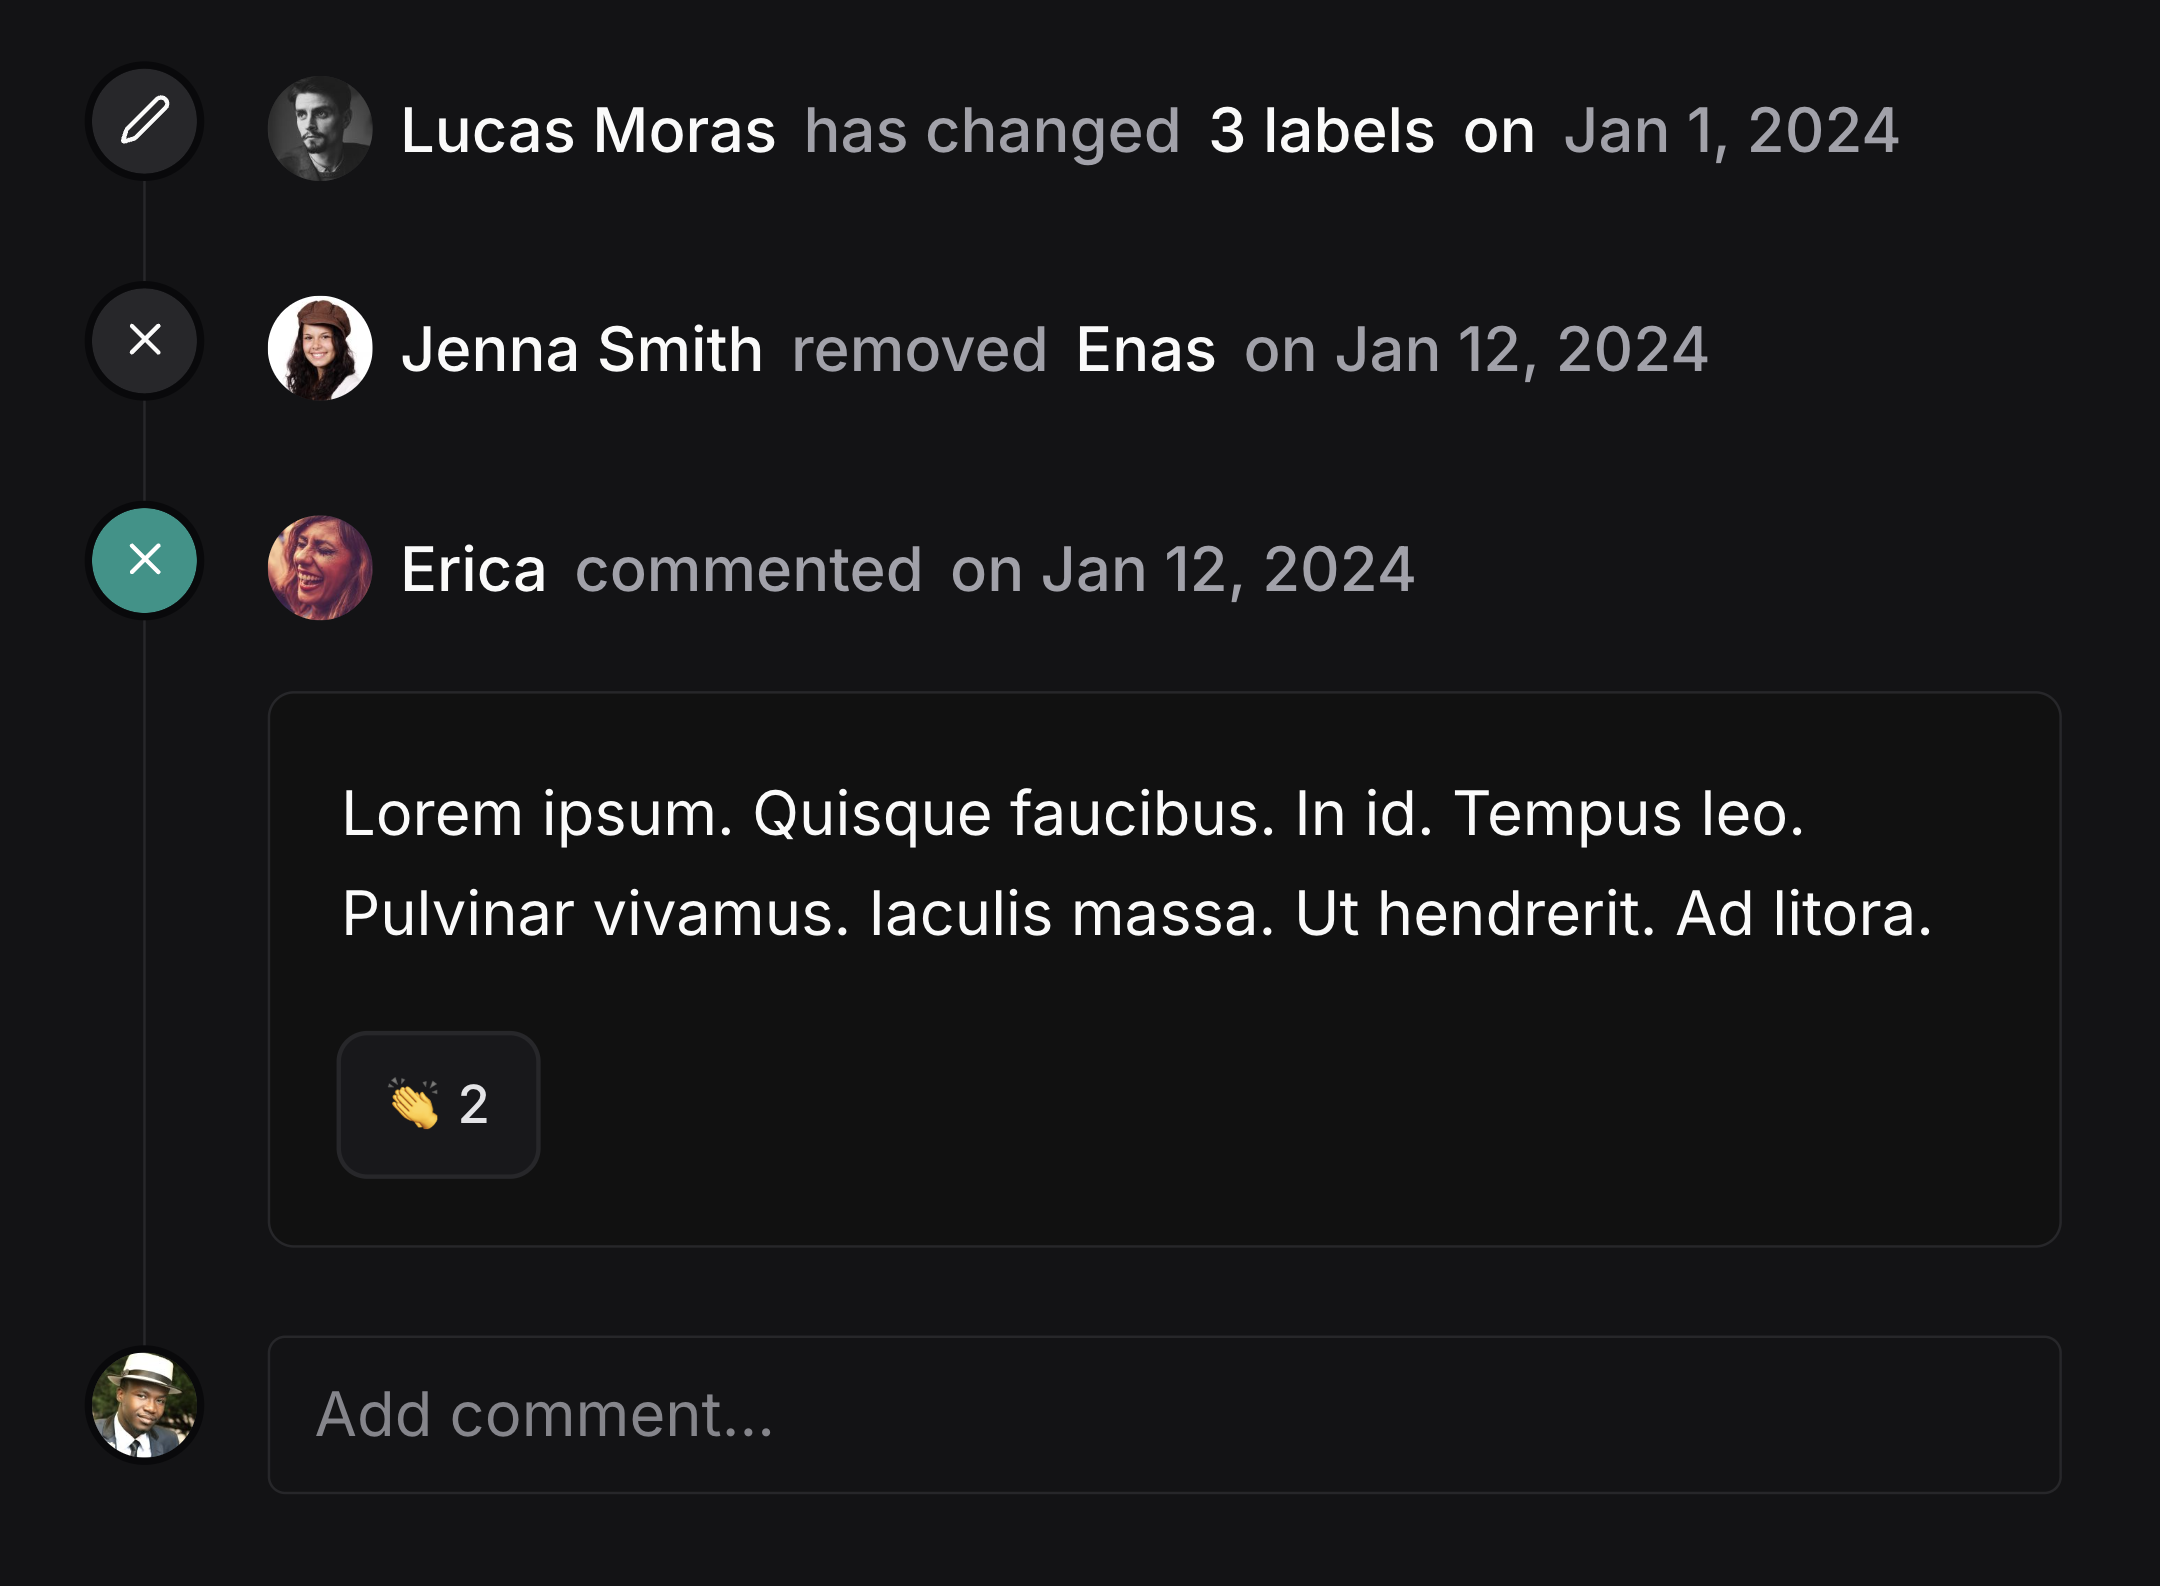 Lucas Moras has changed 3 labels on Jan 1, 2024
Jenna Smith removed Enas on Jan 12, 2024
Erica commented on Jan 12, 2024
Lorem ipsum. Quisque faucibus. In id. Tempus leo.
Pulvinar vivamus. Iaculis massa. Ut hendrerit. Ad litora.
👏 2
Add comment...